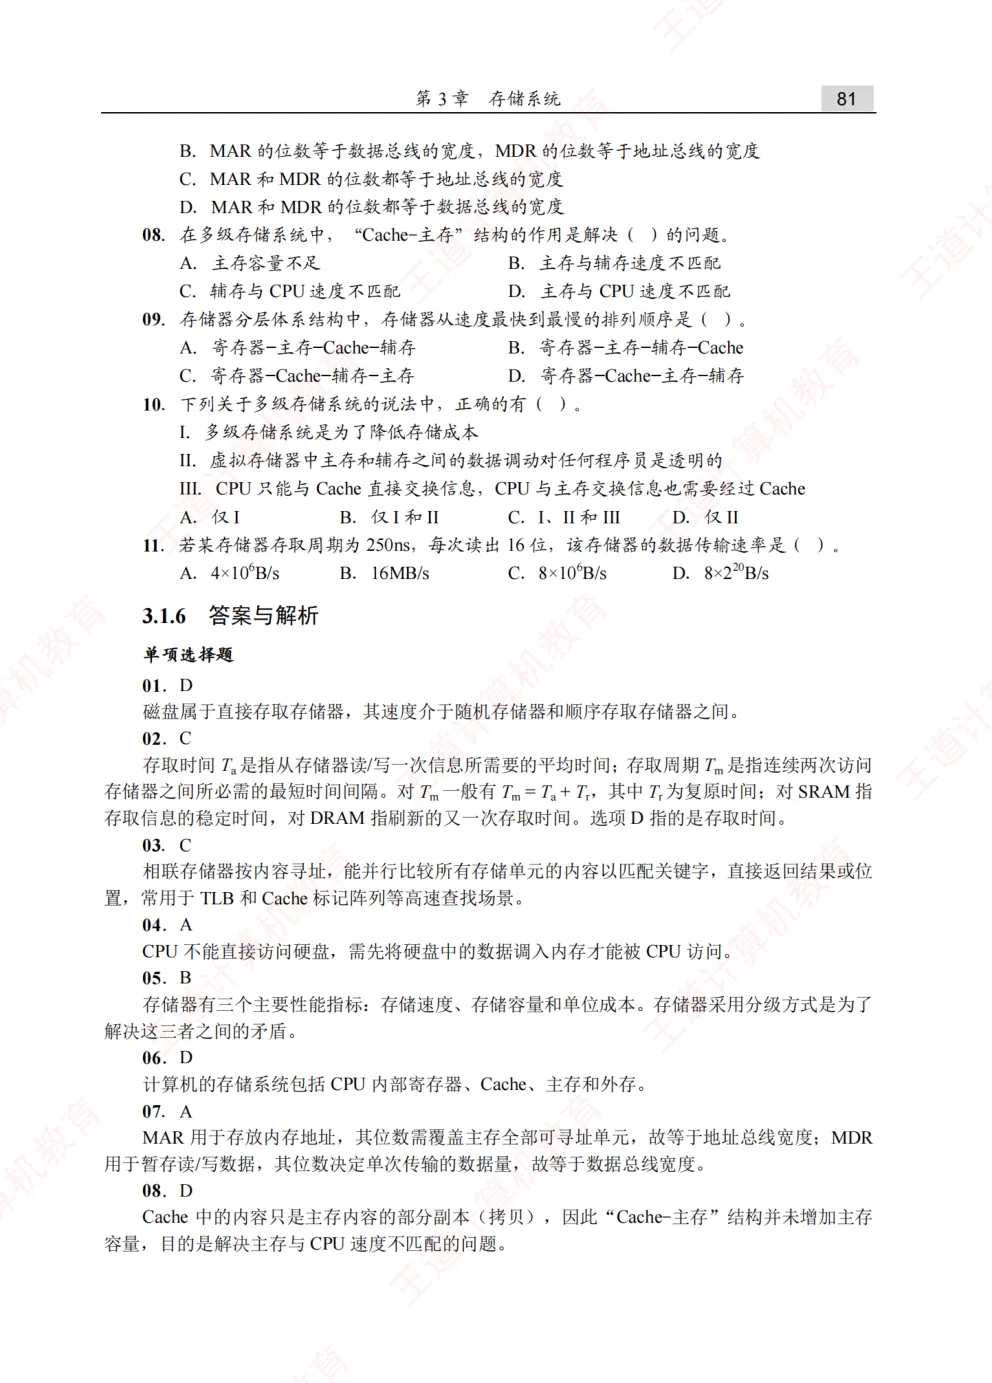 第 3 章 存储系统 81
B. MAR 的位数等于数据总线的宽度，MDR 的位数等于地址总线的宽度
C. MAR 和 MDR 的位数都等于地址总线的宽度
D. MAR 和 MDR 的位数都等于数据总线的宽度
08. 在多级存储系统中，“Cache-主存”结构的作用是解决（ ）的问题。
A. 主存容量不足 B. 主存与辅存速度不匹配
C. 辅存与 CPU 速度不匹配 D. 主存与 CPU 速度不匹配
09. 存储器分层体系结构中，存储器从速度最快到最慢的排列顺序是（ ）。
A. 寄存器-主存-Cache-辅存 B. 寄存器-主存-辅存-Cache
C. 寄存器-Cache-辅存-主存 D. 寄存器-Cache-主存-辅存
10. 下列关于多级存储系统的说法中，正确的有（ ）。
I. 多级存储系统是为了降低存储成本
II. 虚拟存储器中主存和辅存之间的数据调动对任何程序员是透明的
III. CPU 只能与 Cache 直接交换信息，CPU 与主存交换信息也需要经过 Cache
A. 仅 I B. 仅 I 和 II C. I、II 和 III D. 仅 II
11. 若某存储器存取周期为 250ns，每次读出 16 位，该存储器的数据传输速率是（ ）。
A. 4×10⁶B/s B. 16MB/s C. 8×10⁶B/s D. 8×2²⁰B/s
3.1.6 答案与解析
单项选择题
01. D
磁盘属于直接存取存储器，其速度介于随机存储器和顺序存取存储器之间。
02. C
存取时间 Tₐ 是指从存储器读/写一次信息所需要的平均时间；存取周期 Tₘ 是指连续两次访问
存储器之间所必需的最短时间间隔。对 Tₘ 一般有 Tₘ = Tₐ + Tᵣ，其中 Tᵣ 为复原时间；对 SRAM 指
存取信息的稳定时间，对 DRAM 指刷新的又一次存取时间。选项 D 指的是存取时间。
03. C
相联存储器按内容寻址，能并行比较所有存储单元的内容以匹配关键字，直接返回结果或位
置，常用于 TLB 和 Cache 标记阵列等高速查找场景。
04. A
CPU 不能直接访问硬盘，需先将硬盘中的数据调入内存才能被 CPU 访问。
05. B
存储器有三个主要性能指标：存储速度、存储容量和单位成本。存储器采用分级方式是为了
解决这三者之间的矛盾。
06. D
计算机的存储系统包括 CPU 内部寄存器、Cache、主存和外存。
07. A
MAR 用于存放内存地址，其位数需覆盖主存全部可寻址单元，故等于地址总线宽度；MDR
用于暂存读/写数据，其位数决定单次传输的数据量，故等于数据总线宽度。
08. D
Cache 中的内容只是主存内容的部分副本（拷贝），因此“Cache-主存”结构并未增加主存
容量，目的是解决主存与 CPU 速度不匹配的问题。